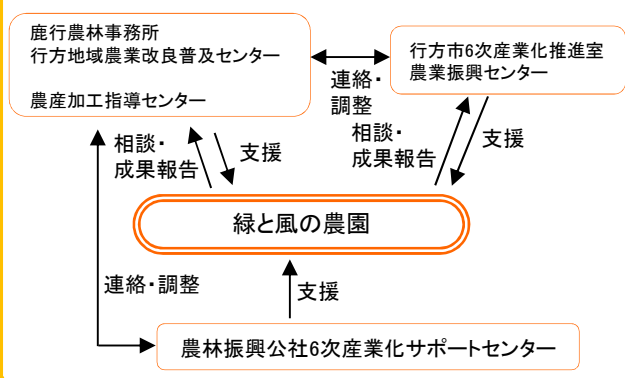 鹿行農林事務所
行方地域農業改良普及センター
農産加工指導センター
行方市6次産業化推進室
農業振興センター
連絡・
調整
相談・
成果報告
支援
相談・
成果報告
支援
緑と風の農園
連絡・調整
支援
農林振興公社6次産業化サポートセンター